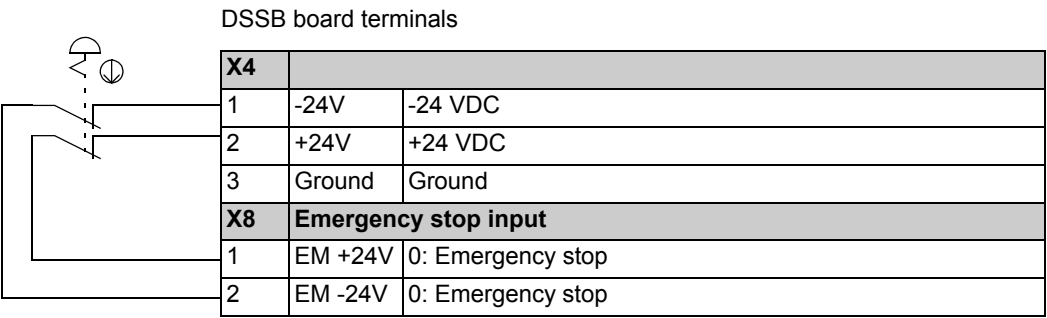 DSSB board terminals
X4
1 -24V -24 VDC
2 +24V +24 VDC
3 Ground Ground
X8 Emergency stop input
1 EM +24V 0: Emergency stop
2 EM -24V 0: Emergency stop